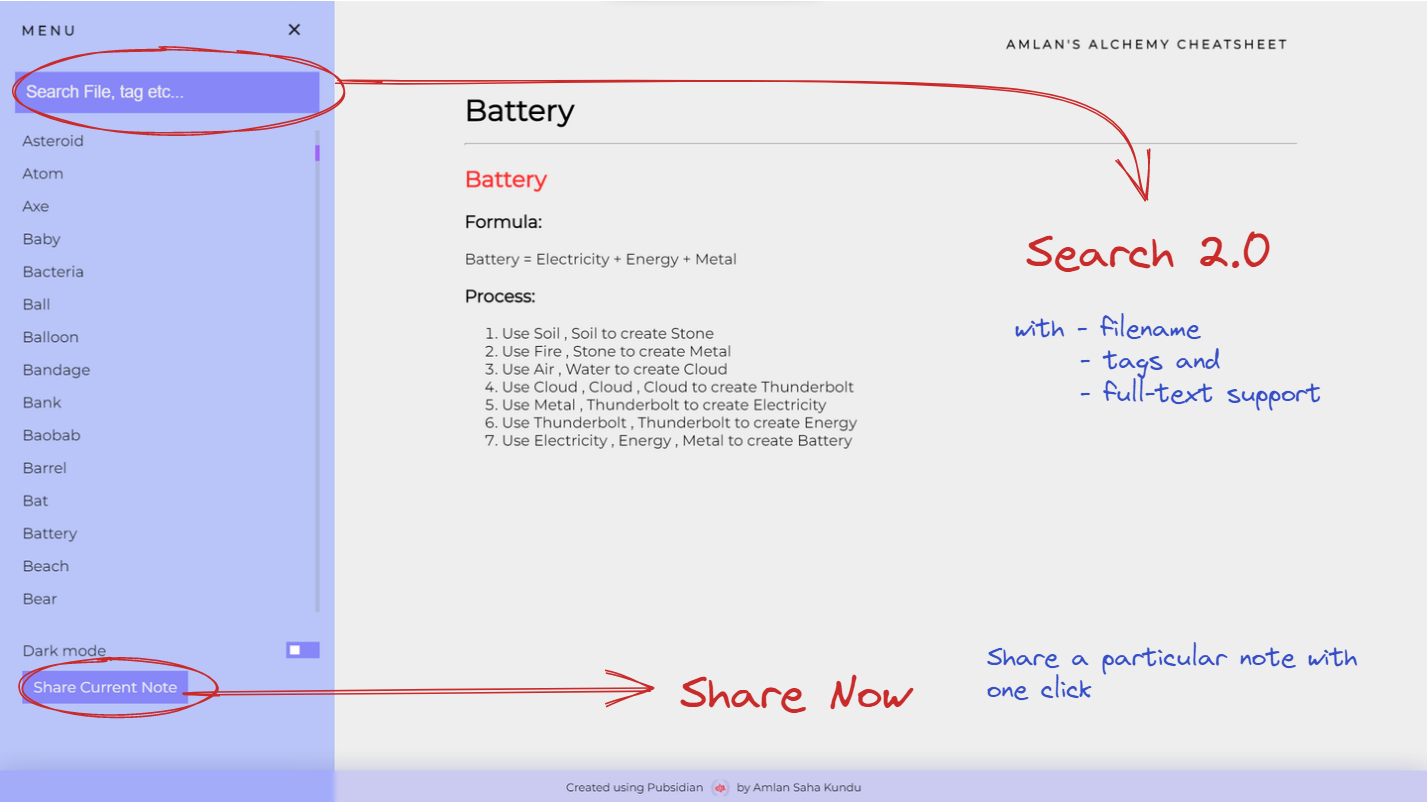 MENU
AMLAN'S ALCHEMY CHEATSHEET
Search File, tag etc...
Asteroid
Atom
Axe
Baby
Bacteria
Ball
Balloon
Bandage
Bank
Baobab
Barrel
Bat
Battery
Beach
Bear
Dark mode
Share Current Note
Battery
Battery
Formula:
Battery = Electricity + Energy + Metal
Process:
1. Use Soil , Soil to create Stone
2. Use Fire , Stone to create Metal
3. Use Air , Water to create Cloud
4. Use Cloud , Cloud , Cloud to create Thunderbolt
5. Use Metal , Thunderbolt to create Electricity
6. Use Thunderbolt , Thunderbolt to create Energy
7. Use Electricity , Energy , Metal to create Battery
Search 2.0
with - filename
- tags and
- full-text support
Share Now
Share a particular note with
one click
Created using Pubsidian by Amlan Saha Kundu